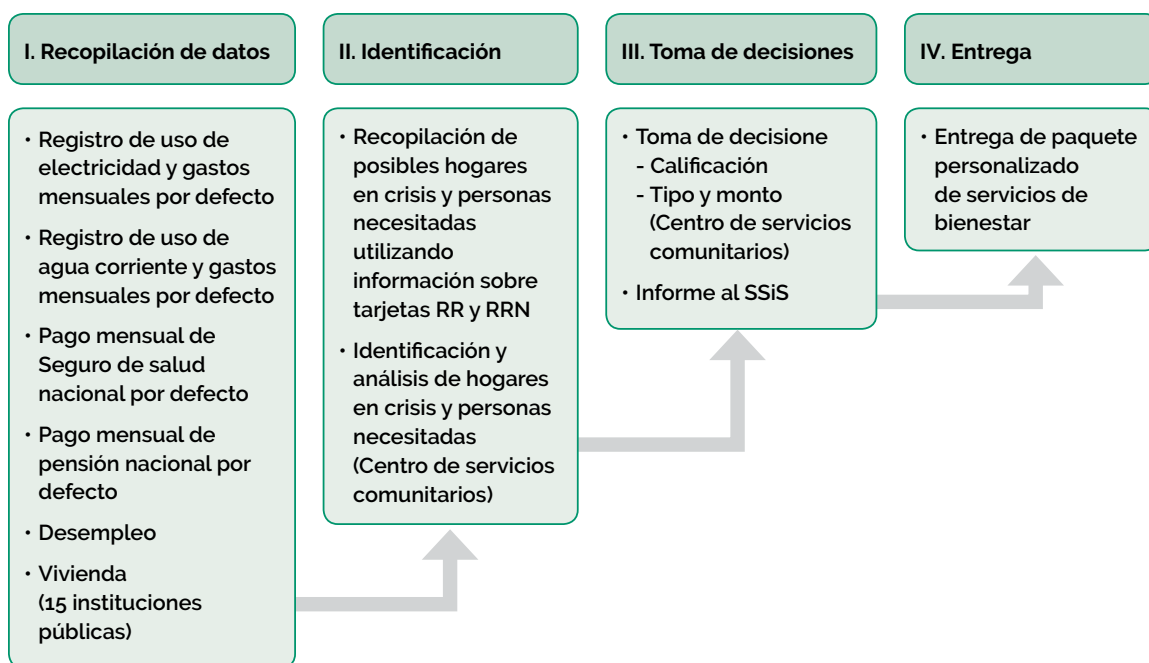 I. Recopilación de datos
• Registro de uso de
electricidad y gastos
mensuales por defecto
• Registro de uso de
agua corriente y gastos
mensuales por defecto
• Pago mensual de
Seguro de salud
nacional por defecto
• Pago mensual de
pensión nacional por
defecto
• Desempleo
• Vivienda
(15 instituciones
públicas)
II. Identificación
• Recopilación de
posibles hogares
en crisis y personas
necesitadas
utilizando
información sobre
tarjetas RR y RRN
• Identificación y
análisis de hogares
en crisis y personas
necesitadas
(Centro de servicios
comunitarios)
III. Toma de decisiones
• Toma de decisione
- Calificación
- Tipo y monto
(Centro de servicios
comunitarios)
• Informe al SSiS
IV. Entrega
• Entrega de paquete
personalizado
de servicios de
bienestar